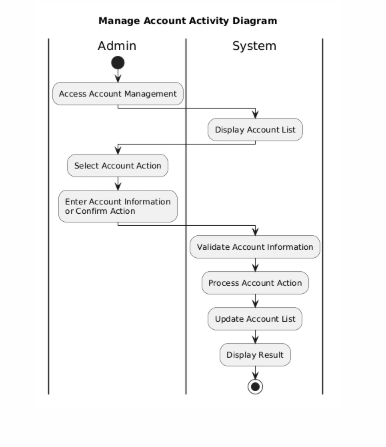 Manage Account Activity Diagram
Admin
System
Access Account Management
Display Account List
Select Account Action
Enter Account Information
or Confirm Action
Validate Account Information
Process Account Action
Update Account List
Display Result